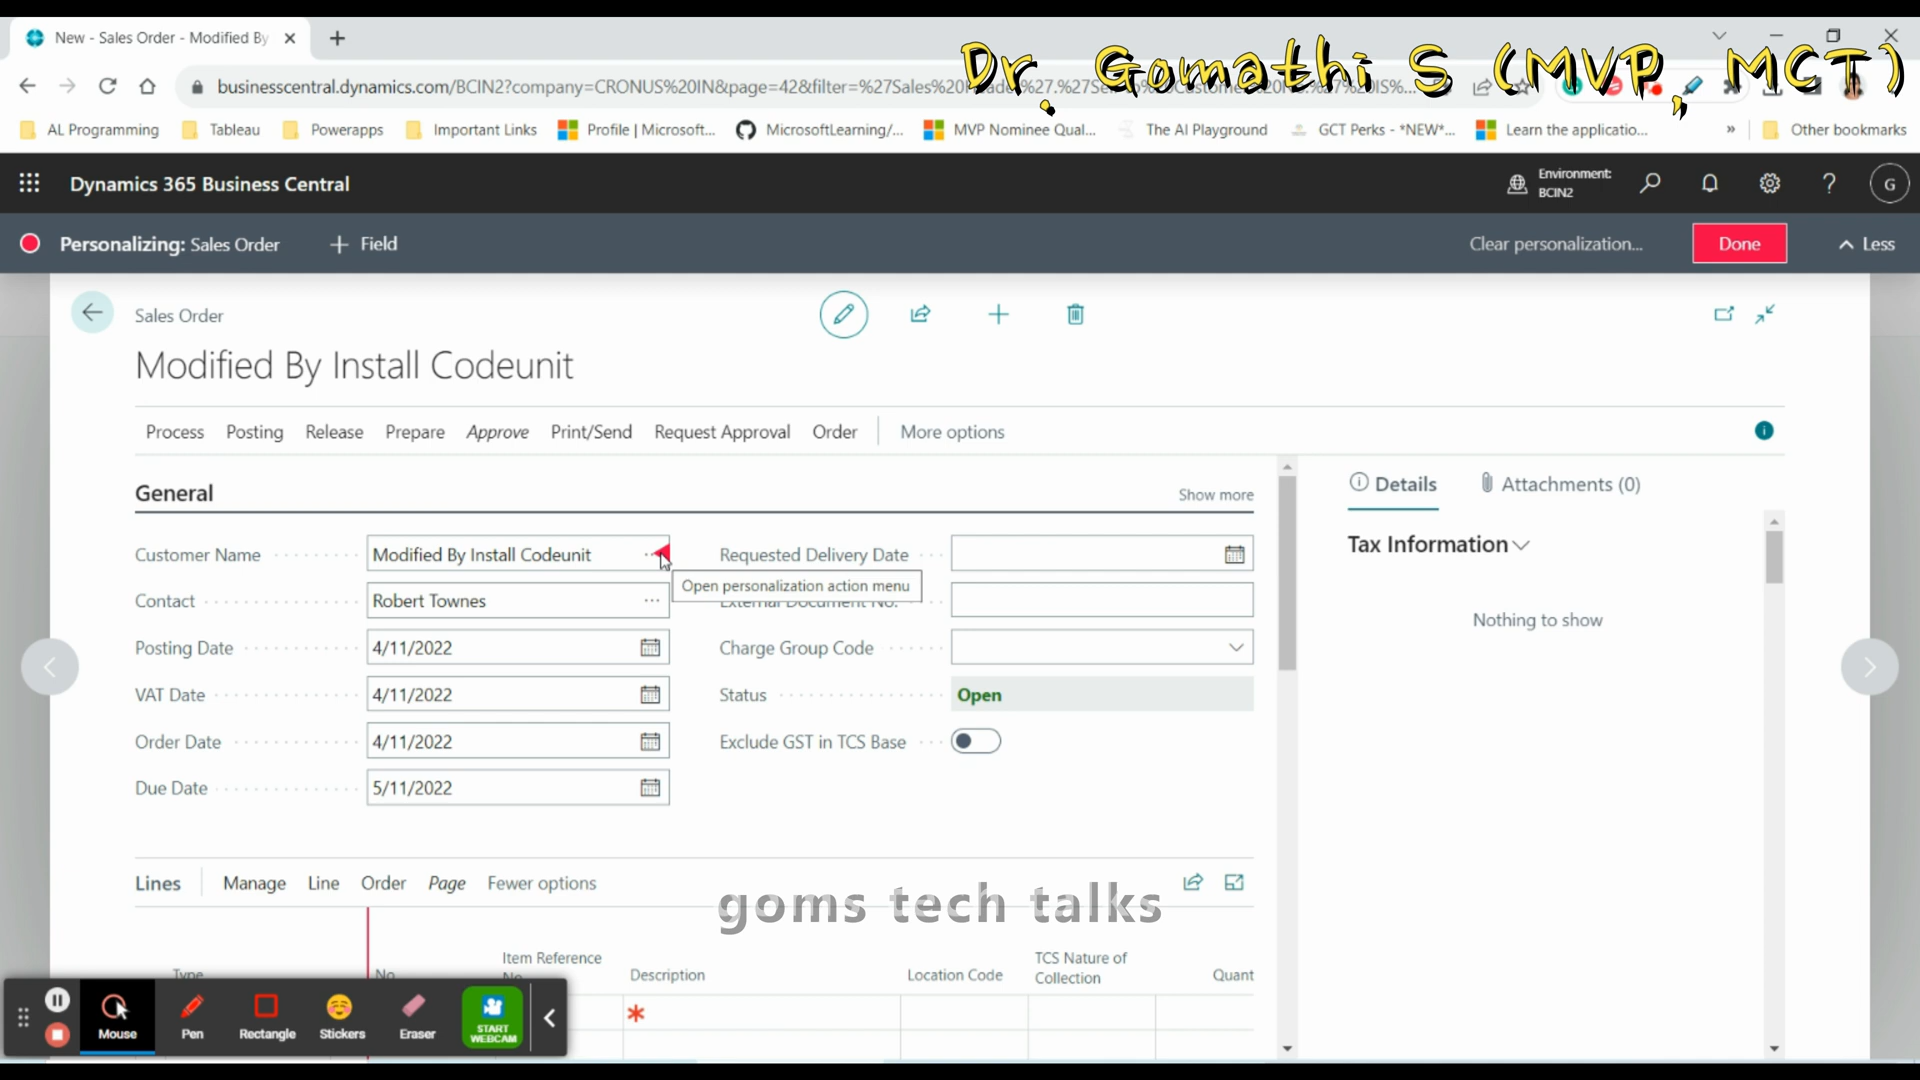 New - Sales Order - Modified By
Dr. Gomathi S (MVP, MCT)
businesscentral.dynamics.com/BCIN2?company=CRONUS%20IN&page=42&filter=%27Sales%20
AL Programming
Tableau
Powerapps
Important Links
Profile | Microsoft...
MicrosoftLearning/...
MVP Nominee Qual...
The AI Playground
GCT Perks - *NEW*...
Learn the applicatio...
»
Other bookmarks
Dynamics 365 Business Central
Environment:
BCIN2
?
G
Personalizing: Sales Order
+ Field
Clear personalization...
Done
Less
Sales Order
Modified By Install Codeunit
Process
Posting
Release
Prepare
Approve
Print/Send
Request Approval
Order
More options
General
Show more
Customer Name
Modified By Install Codeunit
Requested Delivery Date
Open personalization action menu
Contact
Robert Townes
External Document No.
Posting Date
4/11/2022
Charge Group Code
VAT Date
4/11/2022
Status
Open
Order Date
4/11/2022
Exclude GST in TCS Base
Due Date
5/11/2022
Details
Attachments (0)
Tax Information
Nothing to show
Lines
Manage
Line
Order
Page
Fewer options
goms tech talks
Type
No.
Item Reference
No.
Description
Location Code
TCS Nature of
Collection
Quant
Mouse
Pen
Rectangle
Stickers
Eraser
START
WEBCAM